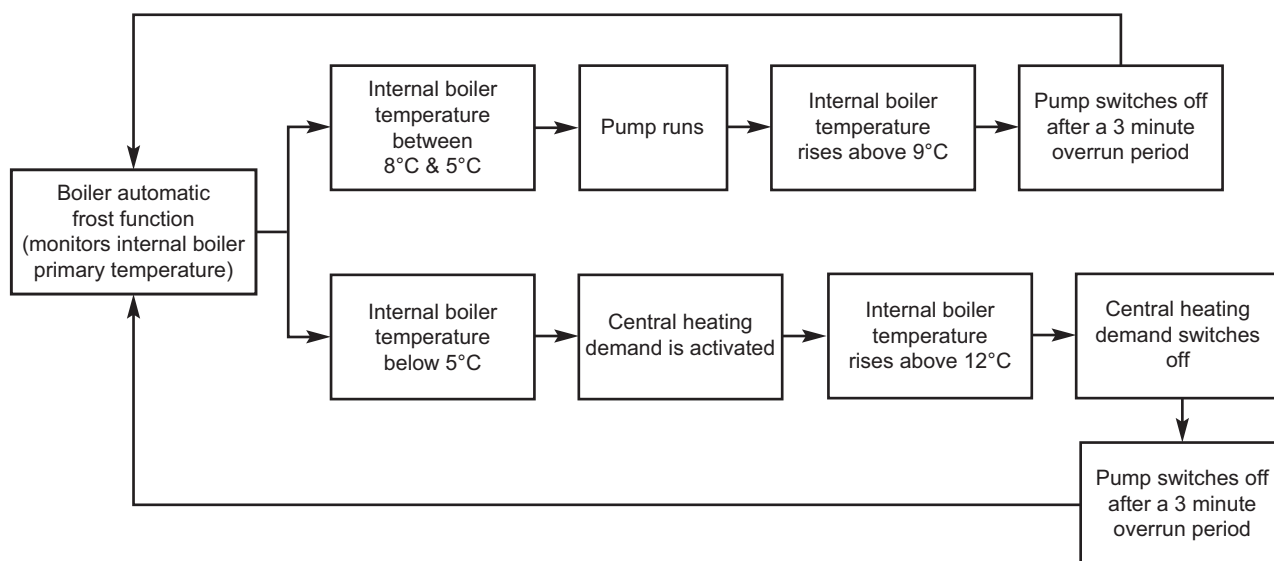 Boiler automatic
frost function
(monitors internal boiler
primary temperature)
Internal boiler
temperature
between
8°C & 5°C
Pump runs
Internal boiler
temperature
rises above 9°C
Pump switches off
after a 3 minute
overrun period
Internal boiler
temperature
below 5°C
Central heating
demand is activated
Internal boiler
temperature
rises above 12°C
Central heating
demand switches
off
Pump switches off
after a 3 minute
overrun period